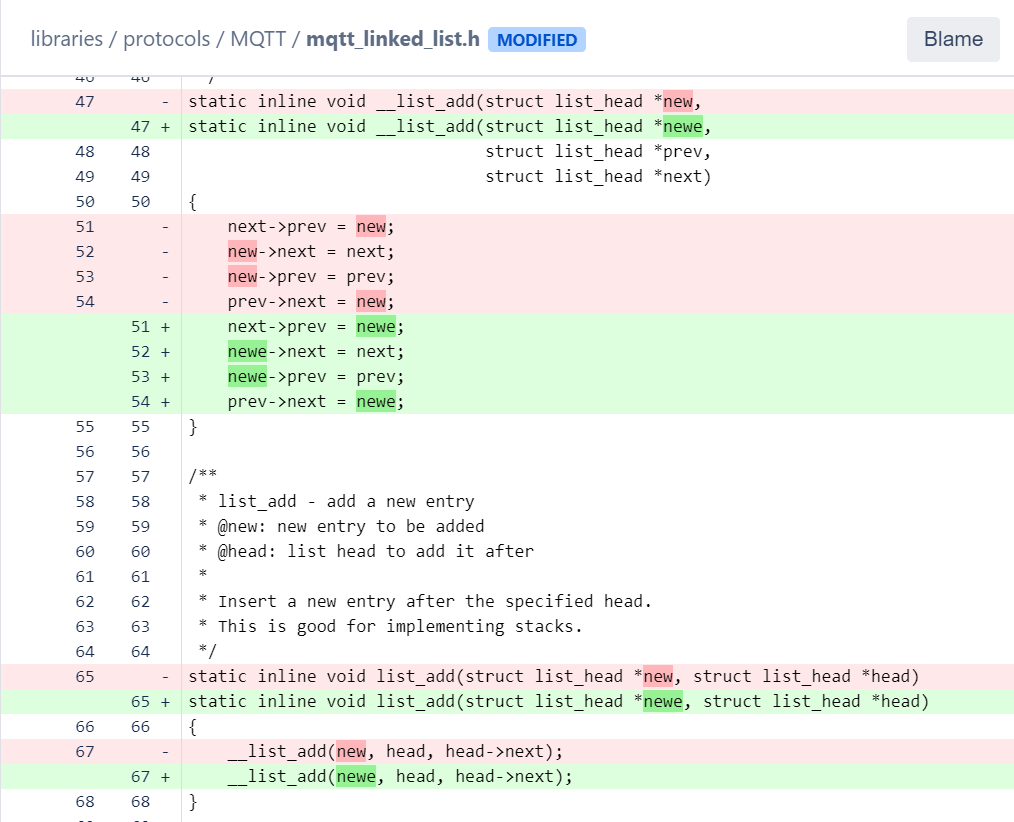 libraries / protocols / MQTT / mqtt_linked_list.h MODIFIED Blame
46 46 */
47 - static inline void __list_add(struct list_head *new,
47 + static inline void __list_add(struct list_head *newe,
48 48 struct list_head *prev,
49 49 struct list_head *next)
50 50 {
51 - next->prev = new;
52 - new->next = next;
53 - new->prev = prev;
54 - prev->next = new;
51 + next->prev = newe;
52 + newe->next = next;
53 + newe->prev = prev;
54 + prev->next = newe;
55 55 }
56 56
57 57 /**
58 58 * list_add - add a new entry
59 59 * @new: new entry to be added
60 60 * @head: list head to add it after
61 61 *
62 62 * Insert a new entry after the specified head.
63 63 * This is good for implementing stacks.
64 64 */
65 - static inline void list_add(struct list_head *new, struct list_head *head)
65 + static inline void list_add(struct list_head *newe, struct list_head *head)
66 66 {
67 - __list_add(new, head, head->next);
67 + __list_add(newe, head, head->next);
68 68 }